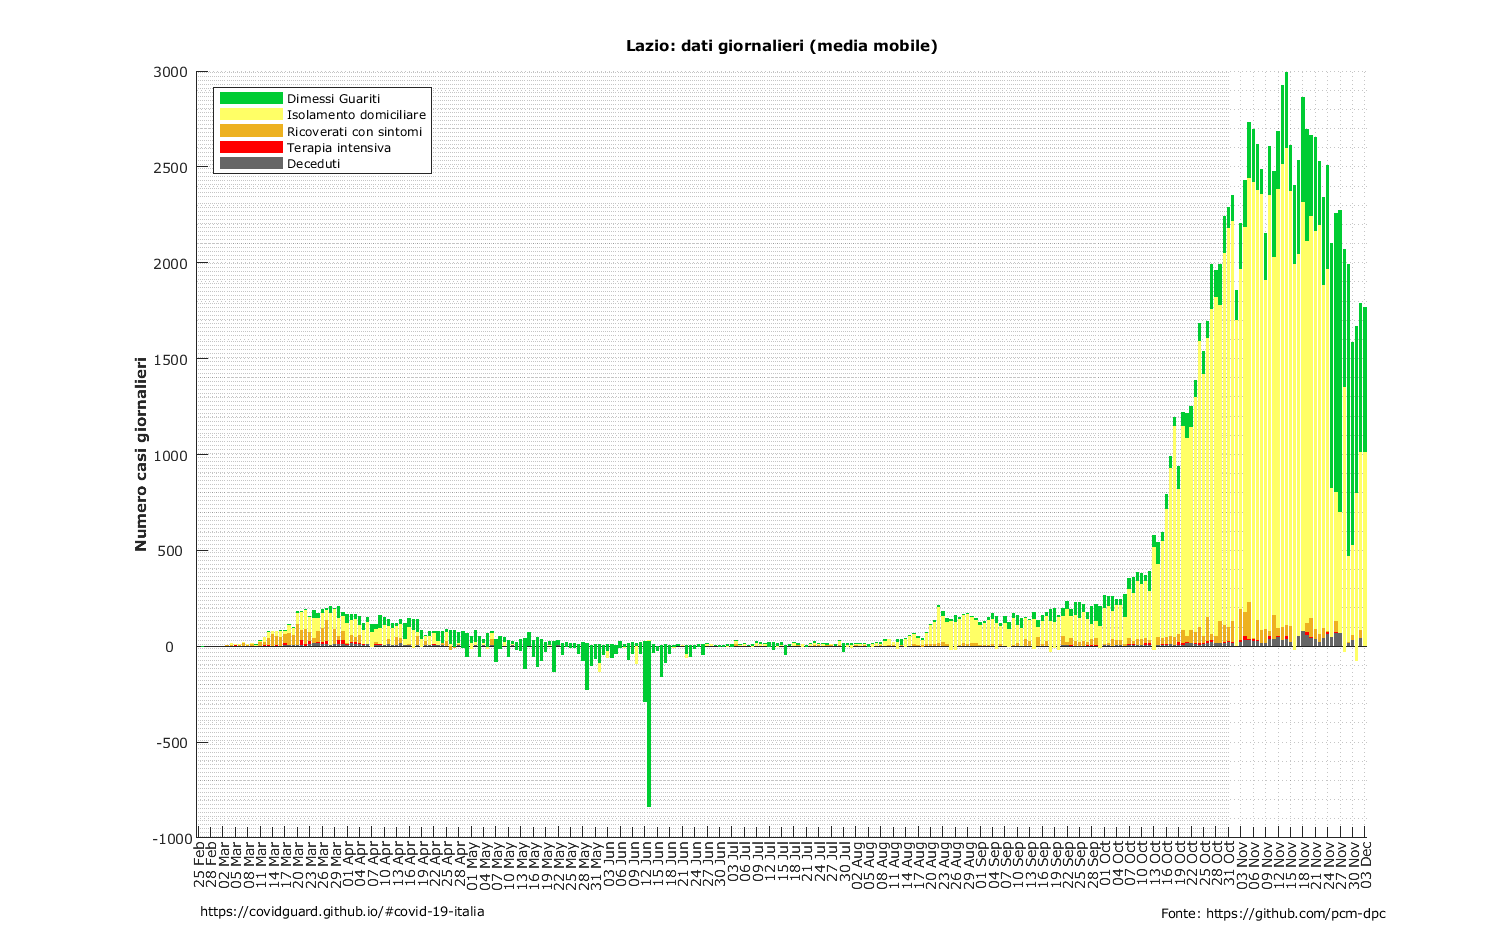 Lazio: dati giornalieri (media mobile)
Dimessi Guariti
Isolamento domiciliare
Ricoverati con sintomi
Terapia intensiva
Deceduti
Numero casi giornalieri
3000
2500
2000
1500
1000
500
0
-500
-1000
25 Feb
28 Feb
02 Mar
05 Mar
08 Mar
11 Mar
14 Mar
17 Mar
20 Mar
23 Mar
26 Mar
29 Mar
01 Apr
04 Apr
07 Apr
10 Apr
13 Apr
16 Apr
19 Apr
22 Apr
25 Apr
28 Apr
01 May
04 May
07 May
10 May
13 May
16 May
19 May
22 May
25 May
28 May
31 May
03 Jun
06 Jun
09 Jun
12 Jun
15 Jun
18 Jun
21 Jun
24 Jun
27 Jun
30 Jun
03 Jul
06 Jul
09 Jul
12 Jul
15 Jul
18 Jul
21 Jul
24 Jul
27 Jul
30 Jul
02 Aug
05 Aug
08 Aug
11 Aug
14 Aug
17 Aug
20 Aug
23 Aug
26 Aug
29 Aug
01 Sep
04 Sep
07 Sep
10 Sep
13 Sep
16 Sep
19 Sep
22 Sep
25 Sep
28 Sep
01 Oct
04 Oct
07 Oct
10 Oct
13 Oct
16 Oct
19 Oct
22 Oct
25 Oct
28 Oct
31 Oct
03 Nov
06 Nov
09 Nov
12 Nov
15 Nov
18 Nov
21 Nov
24 Nov
27 Nov
30 Nov
03 Dec
https://covidguard.github.io/#covid-19-italia
Fonte: https://github.com/pcm-dpc